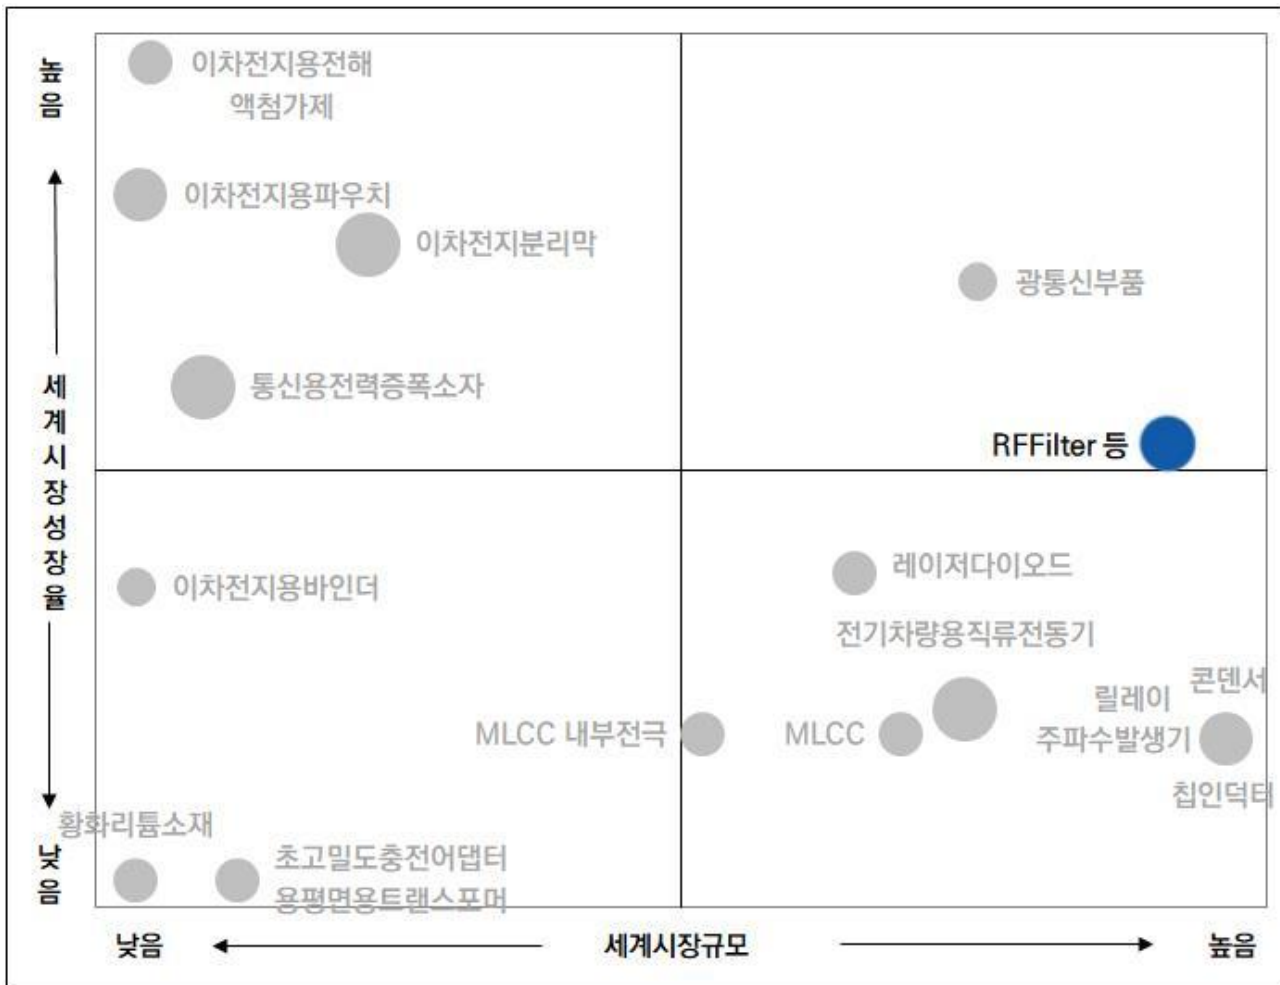 높음
이차전지용전해
액첨가제
이차전지용파우치
이차전지분리막
광통신부품
통신용전력증폭소자
세계시장성장율
RFFilter 등
이차전지용바인더
레이저다이오드
전기차량용직류전동기
콘덴서
릴레이
MLCC 내부전극
MLCC
주파수발생기
칩인덕터
황화리튬소재
낮음
초고밀도충전어댑터
용평면용트랜스포머
낮음
세계시장규모
높음